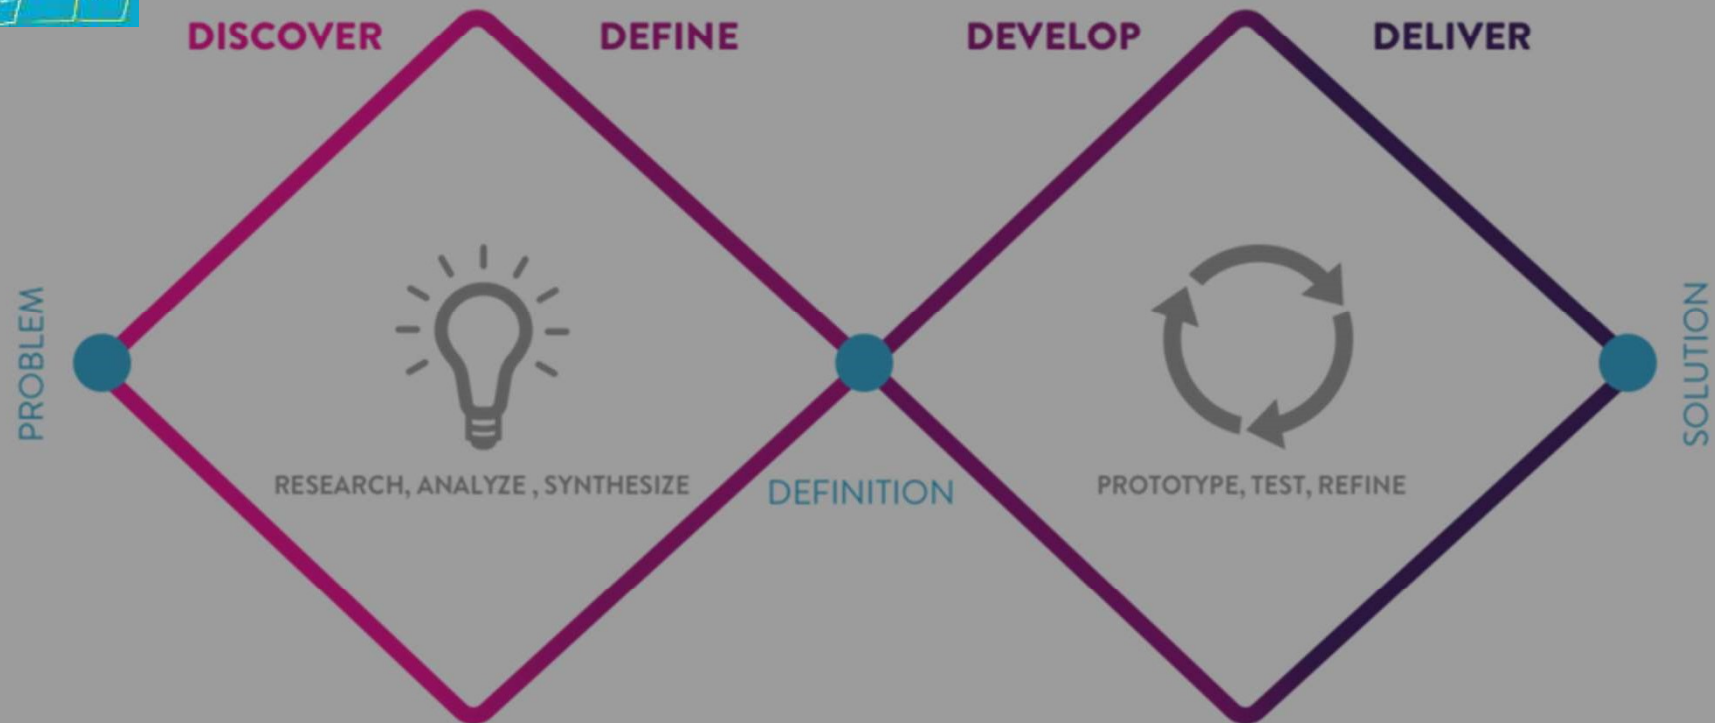 DISCOVER
DEFINE
DEVELOP
DELIVER
PROBLEM
SOLUTION
RESEARCH, ANALYZE , SYNTHESIZE
DEFINITION
PROTOTYPE, TEST, REFINE